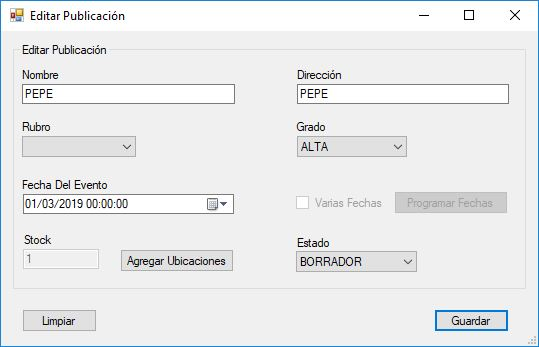 Editar Publicación
Editar Publicación
Nombre
Dirección
PEPE
PEPE
Rubro
Grado
ALTA
Fecha Del Evento
01/03/2019 00:00:00
Varias Fechas
Programar Fechas
Stock
Estado
1
Agregar Ubicaciones
BORRADOR
Limpiar
Guardar